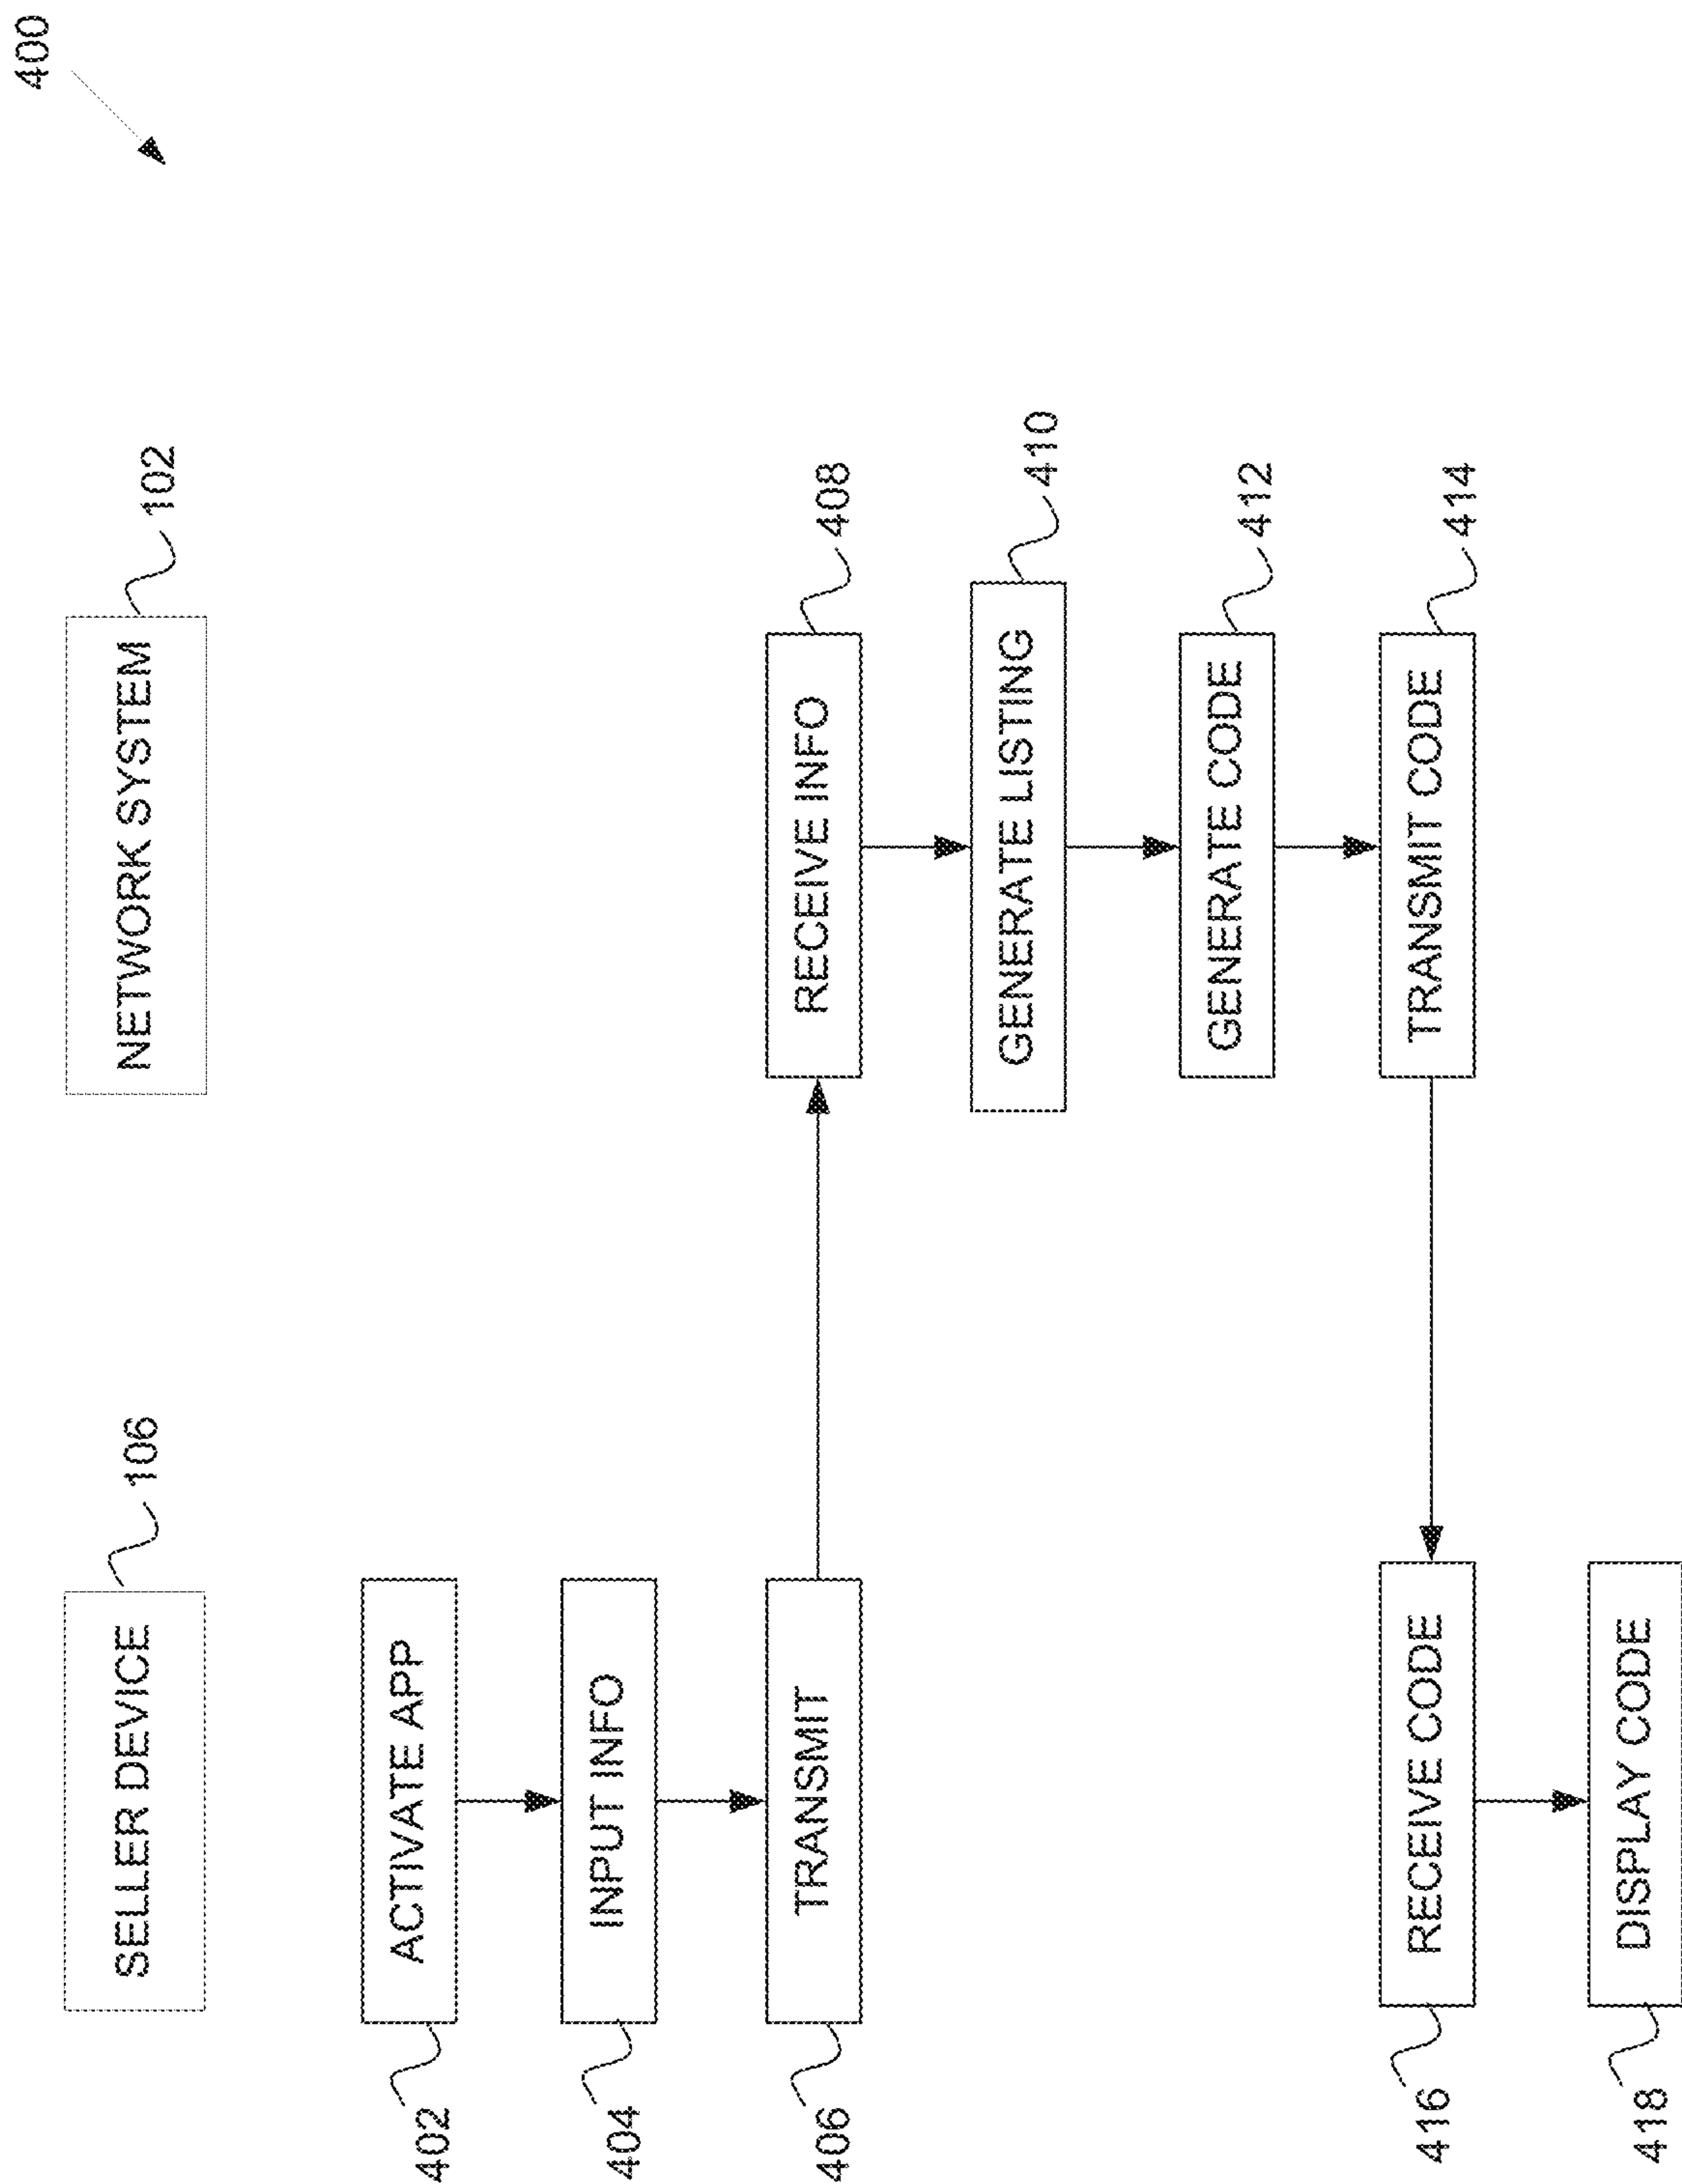 400
SELLER DEVICE
106
NETWORK SYSTEM
102
402
ACTIVATE APP
404
INPUT INFO
406
TRANSMIT
RECEIVE INFO
408
GENERATE LISTING
410
GENERATE CODE
412
TRANSMIT CODE
414
416
RECEIVE CODE
418
DISPLAY CODE